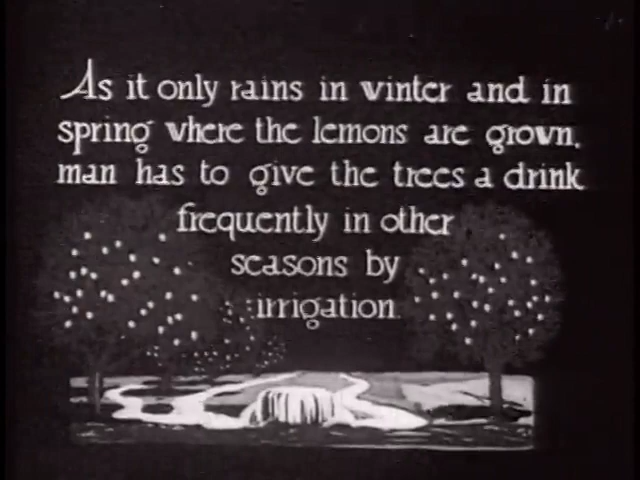 As it only rains in winter and in
spring where the lemons are grown,
man has to give the trees a drink
frequently in other
seasons by
irrigation.